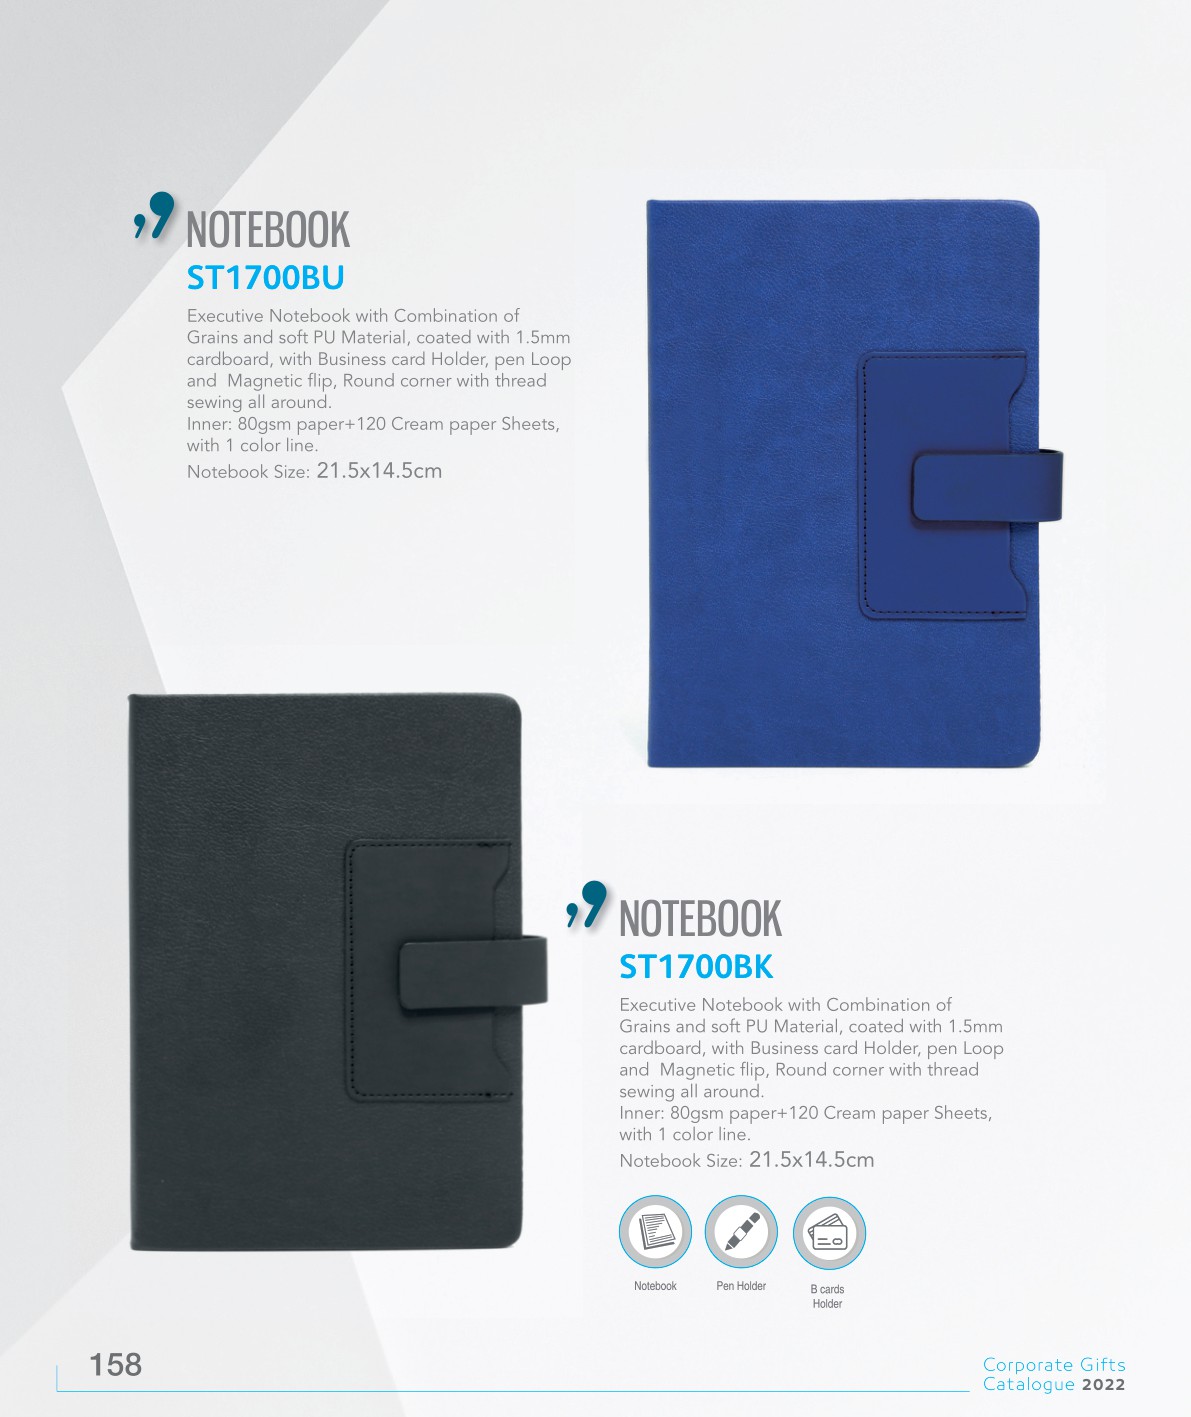 NOTEBOOK
ST1700BU
Executive Notebook with Combination of
Grains and soft PU Material, coated with 1.5mm
cardboard, with Business card Holder, pen Loop
and  Magnetic flip, Round corner with thread
sewing all around.
Inner: 80gsm paper+120 Cream paper Sheets,
with 1 color line.
Notebook Size: 21.5x14.5cm
NOTEBOOK
ST1700BK
Executive Notebook with Combination of
Grains and soft PU Material, coated with 1.5mm
cardboard, with Business card Holder, pen Loop
and  Magnetic flip, Round corner with thread
sewing all around.
Inner: 80gsm paper+120 Cream paper Sheets,
with 1 color line.
Notebook Size: 21.5x14.5cm
Notebook
Pen Holder
B cards
Holder
158
Corporate Gifts
Catalogue 2022